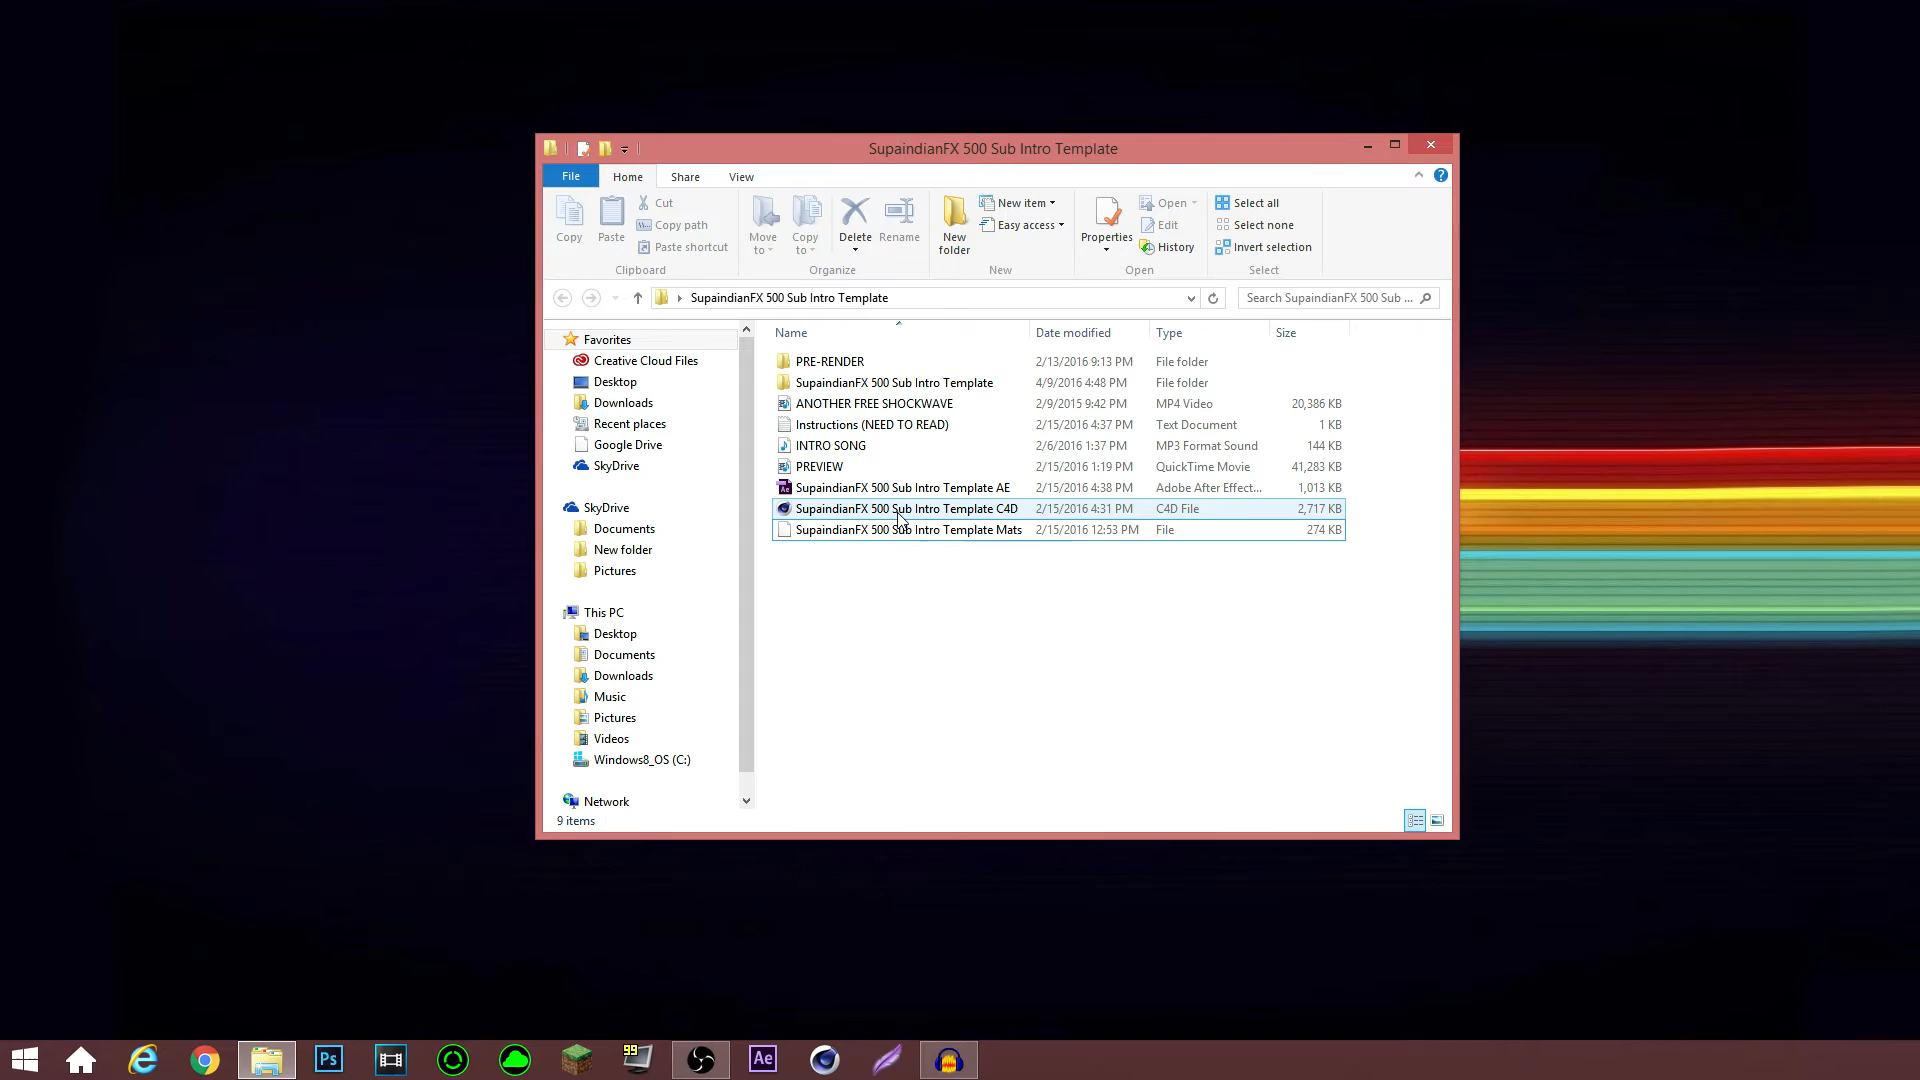 SupaindianFX 500 Sub Intro Template
File Home Share View
Copy
Paste
Cut
Copy path
Paste shortcut
Clipboard
Move to
Copy to
Delete
Rename
Organize
New folder
New item
Easy access
New
Properties
Open
Edit
History
Open
Select all
Select none
Invert selection
Select
SupaindianFX 500 Sub Intro Template
Search SupaindianFX 500 Sub ...
Favorites
Creative Cloud Files
Desktop
Downloads
Recent places
Google Drive
SkyDrive
SkyDrive
Documents
New folder
Pictures
This PC
Desktop
Documents
Downloads
Music
Pictures
Videos
Windows8_OS (C:)
Network
Name Date modified Type Size
PRE-RENDER 2/13/2016 9:13 PM File folder
SupaindianFX 500 Sub Intro Template 4/9/2016 4:48 PM File folder
ANOTHER FREE SHOCKWAVE 2/9/2015 9:42 PM MP4 Video 20,386 KB
Instructions (NEED TO READ) 2/15/2016 4:37 PM Text Document 1 KB
INTRO SONG 2/6/2016 1:37 PM MP3 Format Sound 144 KB
PREVIEW 2/15/2016 1:19 PM QuickTime Movie 41,283 KB
SupaindianFX 500 Sub Intro Template AE 2/15/2016 4:38 PM Adobe After Effect... 1,013 KB
SupaindianFX 500 Sub Intro Template C4D 2/15/2016 4:31 PM C4D File 2,717 KB
SupaindianFX 500 Sub Intro Template Mats 2/15/2016 12:53 PM File 274 KB
9 items
Ps
99
Ae